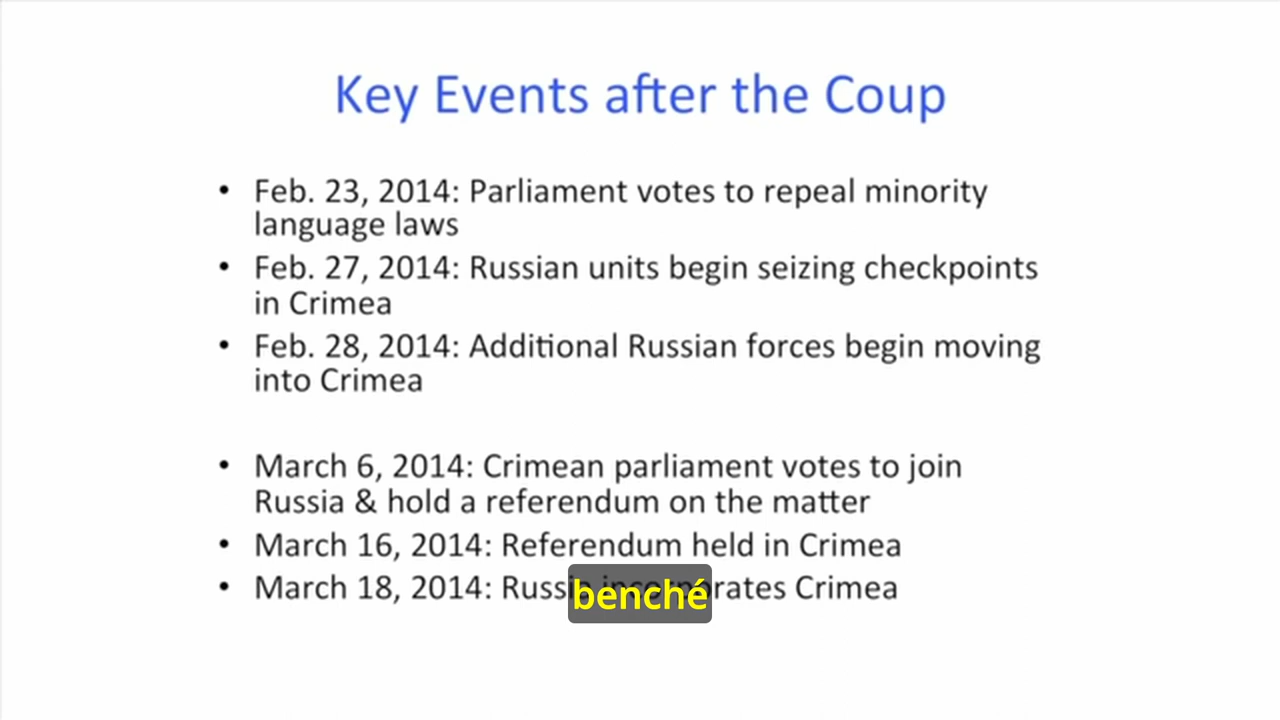 Key Events after the Coup
• Feb. 23, 2014: Parliament votes to repeal minority
language laws
• Feb. 27, 2014: Russian units begin seizing checkpoints
in Crimea
• Feb. 28, 2014: Additional Russian forces begin moving
into Crimea
• March 6, 2014: Crimean parliament votes to join
Russia & hold a referendum on the matter
• March 16, 2014: Referendum held in Crimea
• March 18, 2014: Russia incorporates Crimea
benché